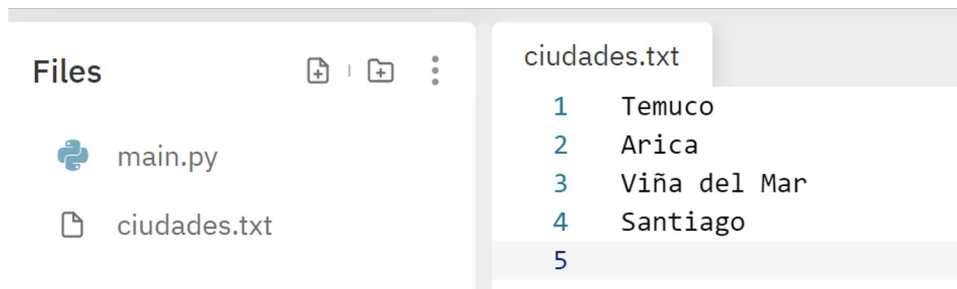 Files
main.py
ciudades.txt
ciudades.txt
1 Temuco
2 Arica
3 Viña del Mar
4 Santiago
5